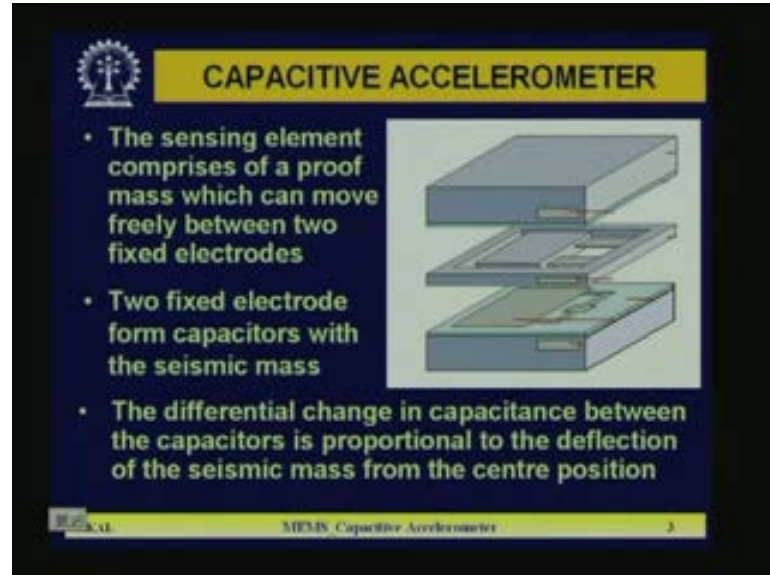 CAPACITIVE ACCELEROMETER
• The sensing element
comprises of a proof
mass which can move
freely between two
fixed electrodes
• Two fixed electrode
form capacitors with
the seismic mass
• The differential change in capacitance between
the capacitors is proportional to the deflection
of the seismic mass from the centre position
KAL
MEMS_Capacitive Accelerometer
3